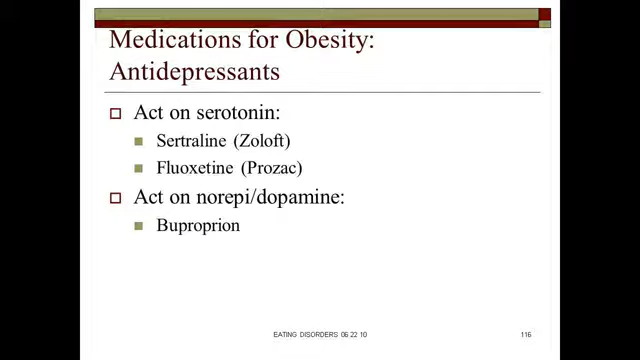 Medications for Obesity:
Antidepressants
Act on serotonin:
Sertraline (Zoloft)
Fluoxetine (Prozac)
Act on norepi/dopamine:
Buproprion
EATING DISORDERS 06 22 10
116